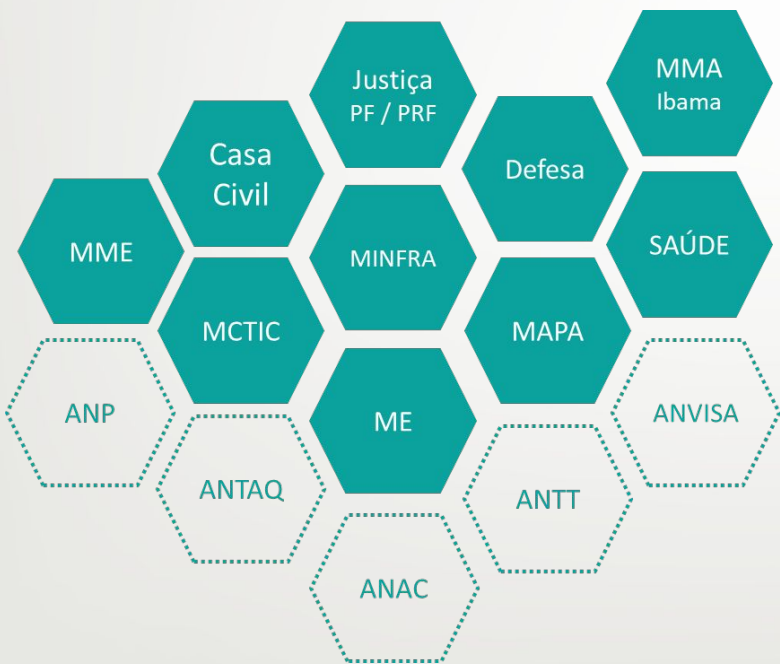 Justiça
PF / PRF
MMA
Ibama
Casa
Civil
Defesa
MME
MINFRA
SAÚDE
MCTIC
MAPA
ANP
ME
ANVISA
ANTAQ
ANTT
ANAC